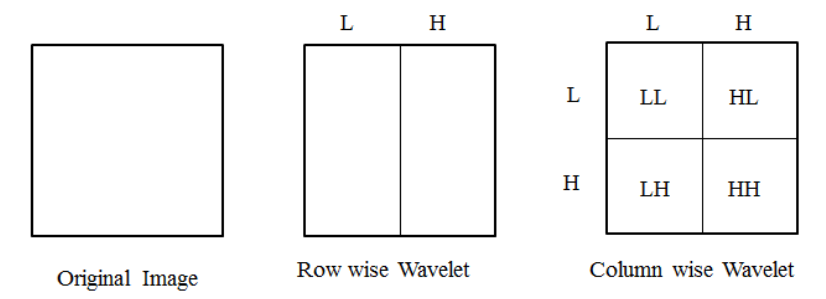 L H
L H
L LL HL
H LH HH
Original Image
Row wise Wavelet
Column wise Wavelet